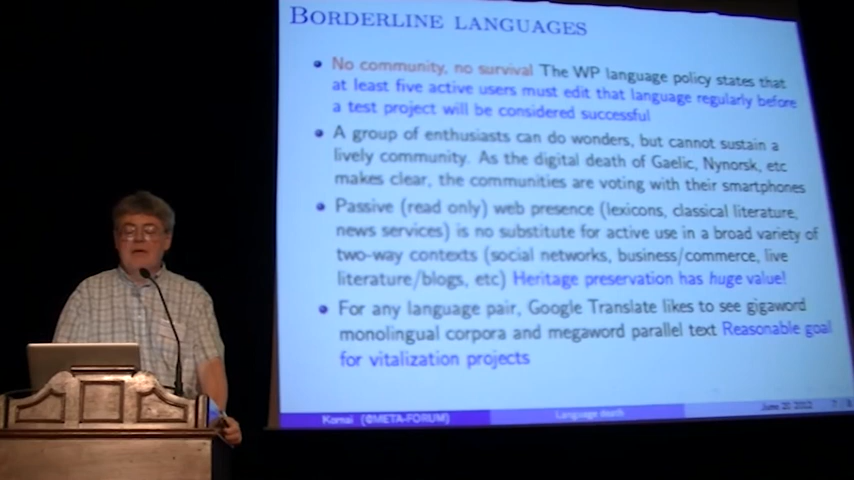 BORDERLINE LANGUAGES
No community, no survival The WP language policy states that
at least five active users must edit that language regularly before
a test project will be considered successful
A group of enthusiasts can do wonders, but cannot sustain a
lively community. As the digital death of Gaelic, Nynorsk, etc
makes clear, the communities are voting with their smartphones
Passive (read only) web presence (lexicons, classical literature,
news services) is no substitute for active use in a broad variety of
two-way contexts (social networks, business/commerce, live
literature/blogs, etc) Heritage preservation has huge value!
For any language pair, Google Translate likes to see gigaword
monolingual corpora and megaword parallel text Reasonable goal
for vitalization projects
Kornai (@META-FORUM) Language death June 20